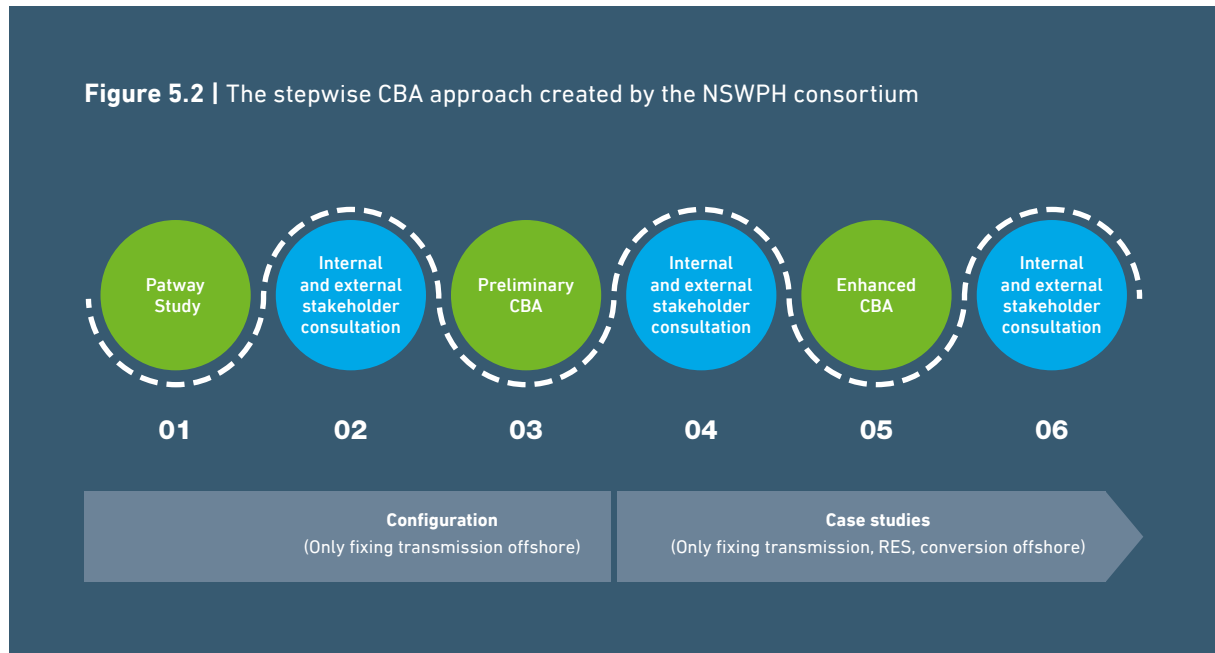 Figure 5.2 | The stepwise CBA approach created by the NSWPH consortium
Patway
Study
Internal
and external
stakeholder
consultation
Preliminary
CBA
Internal
and external
stakeholder
consultation
Enhanced
CBA
Internal
and external
stakeholder
consultation
01
02
03
04
05
06
Configuration
(Only fixing transmission offshore)
Case studies
(Only fixing transmission, RES, conversion offshore)